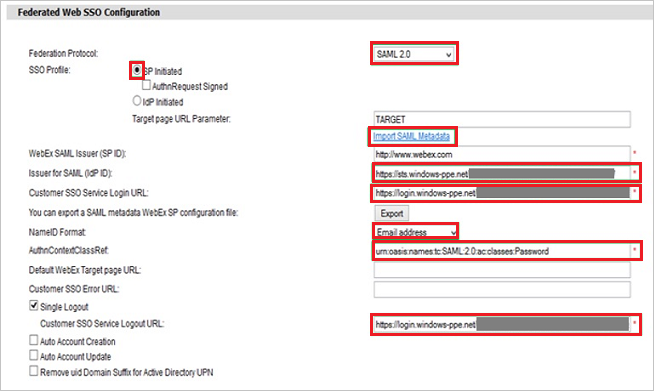 Federated Web SSO Configuration
Federation Protocol: SAML 2.0
SSO Profile: SP Initiated
AuthnRequest Signed
IdP Initiated
Target page URL Parameter: TARGET
Import SAML Metadata
WebEx SAML Issuer (SP ID): http://www.webex.com *
Issuer for SAML (IdP ID): https://sts.windows-ppe.net/ *
Customer SSO Service Login URL: https://login.windows-ppe.net/ *
You can export a SAML metadata WebEx SP configuration file: Export
NameID Format: Email address
AuthnContextClassRef: urn:oasis:names:tc:SAML:2.0:ac:classes:Password *
Default WebEx Target page URL:
Customer SSO Error URL:
Single Logout
Customer SSO Service Logout URL: https://login.windows-ppe.net/ *
Auto Account Creation
Auto Account Update
Remove uid Domain Suffix for Active Directory UPN